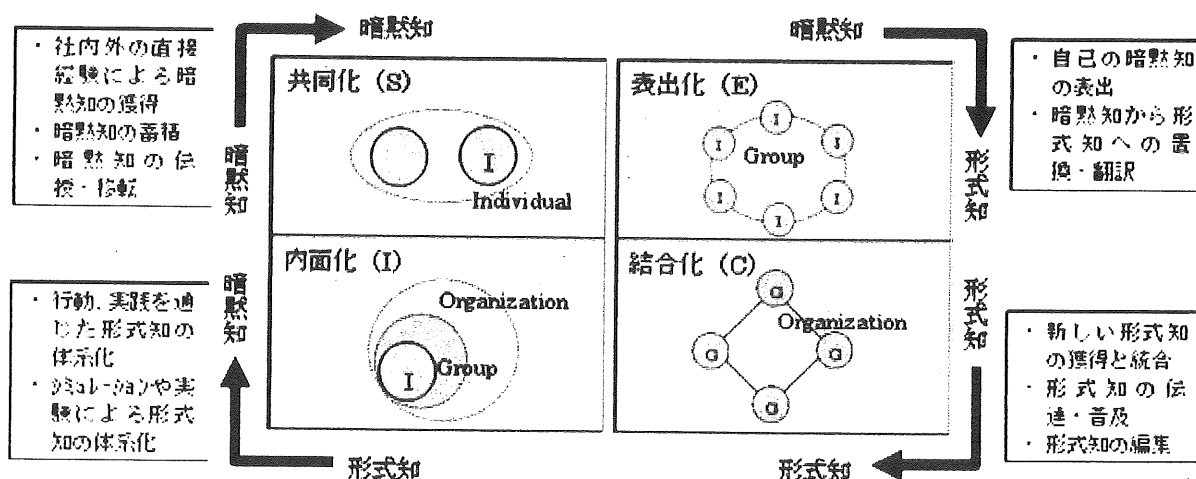 暗黙知
暗黙知
・社内外の直接
経験による暗
黙知の獲得
・暗黙知の蓄積
・暗黙知の伝
授・移転
暗黙知
共同化 (S)
I
Individual
表出化 (E)
I
I
I
Group
I
I
I
形式知
・自己の暗黙知
の表出
・暗黙知から形
式知への置
換・翻訳
・行動、実践を通
じた形式知の
体系化
・シミュレーションや実
験による形式
知の体系化
暗黙知
内面化 (I)
Organization
Group
I
結合化 (C)
G
Organization
G
G
G
形式知
・新しい形式知
の獲得と統合
・形式知の伝
達・普及
・形式知の編集
形式知
形式知